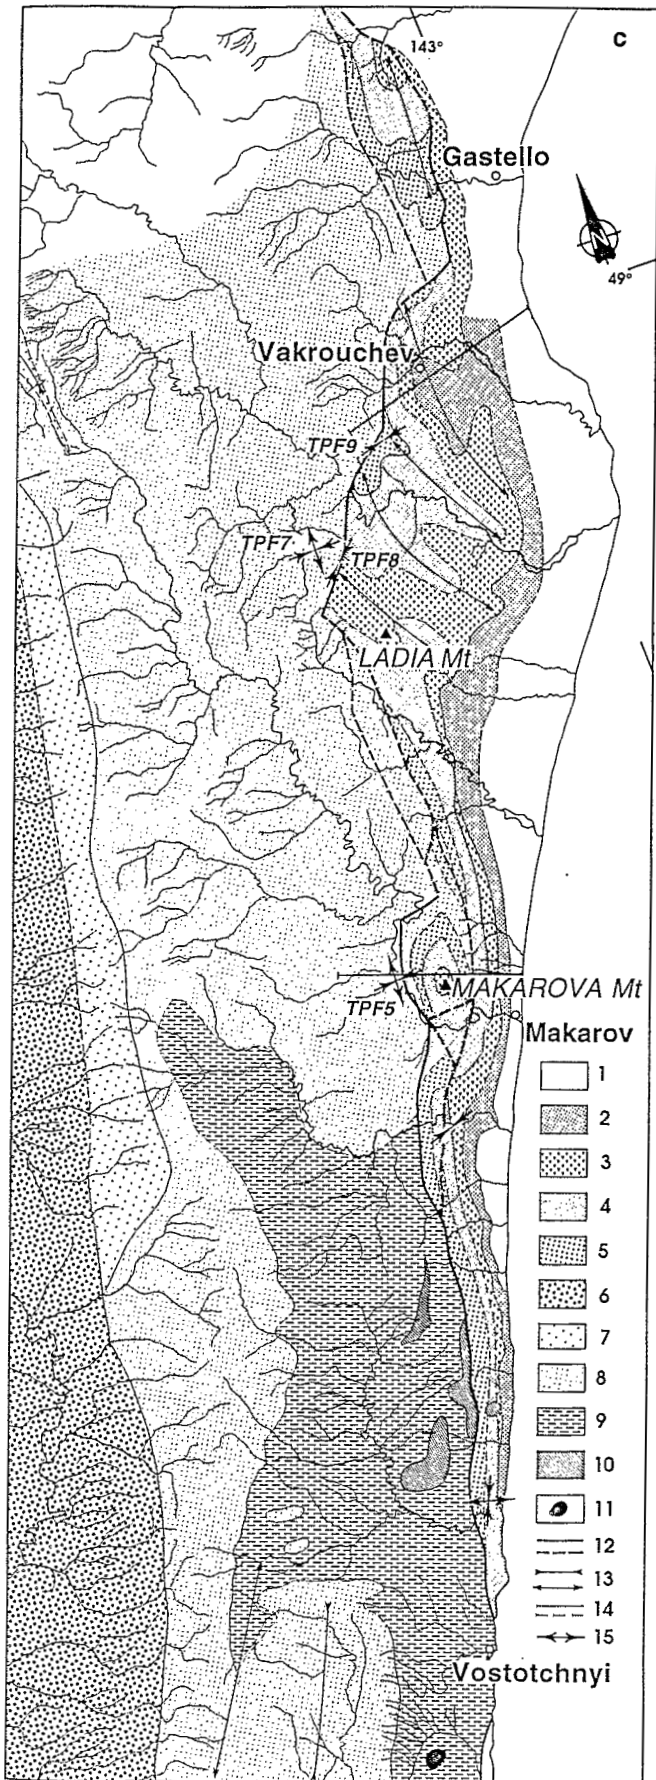 c
143°
Gastello
N
49°
Vakrouchev
TPF9
TPF7
TPF8
LADIA Mt
TPF5
MAKAROVA Mt
Makarov
1
2
3
4
5
6
7
8
9
10
11
12
13
14
15
Vostotchnyi